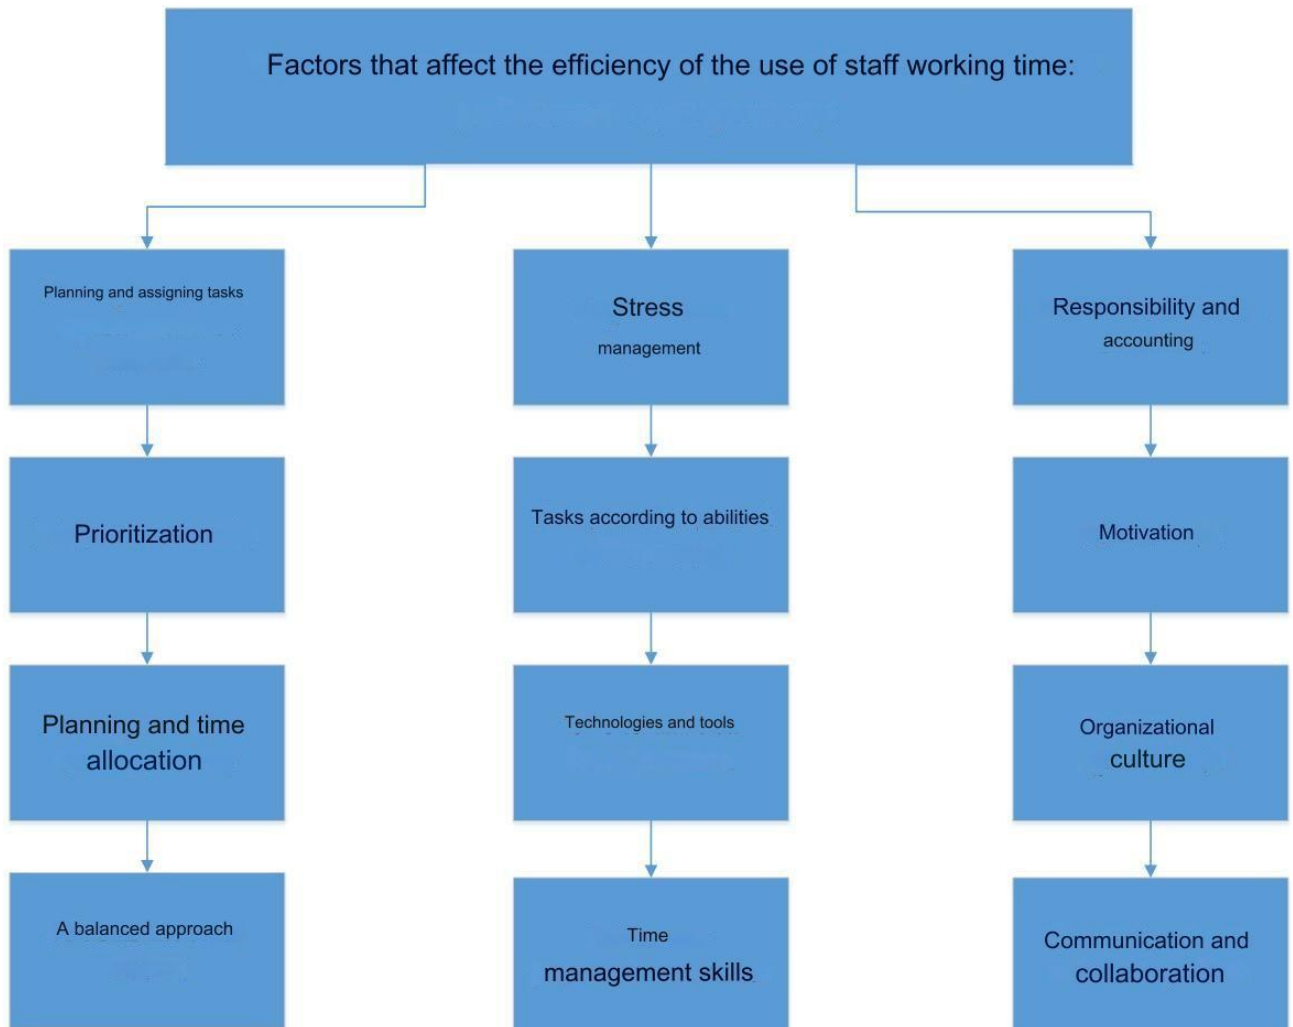 Factors that affect the efficiency of the use of staff working time:
Planning and assigning tasks
Stress
management
Responsibility and
accounting
Prioritization
Tasks according to abilities
Motivation
Planning and time
allocation
Technologies and tools
Organizational
culture
A balanced approach
Time
management skills
Communication and
collaboration